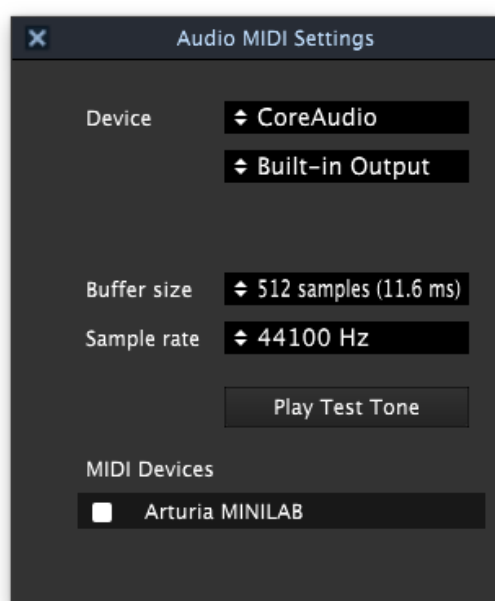 Audio MIDI Settings
Device
CoreAudio
Built-in Output
Buffer size
512 samples (11.6 ms)
Sample rate
44100 Hz
Play Test Tone
MIDI Devices
Arturia MINILAB